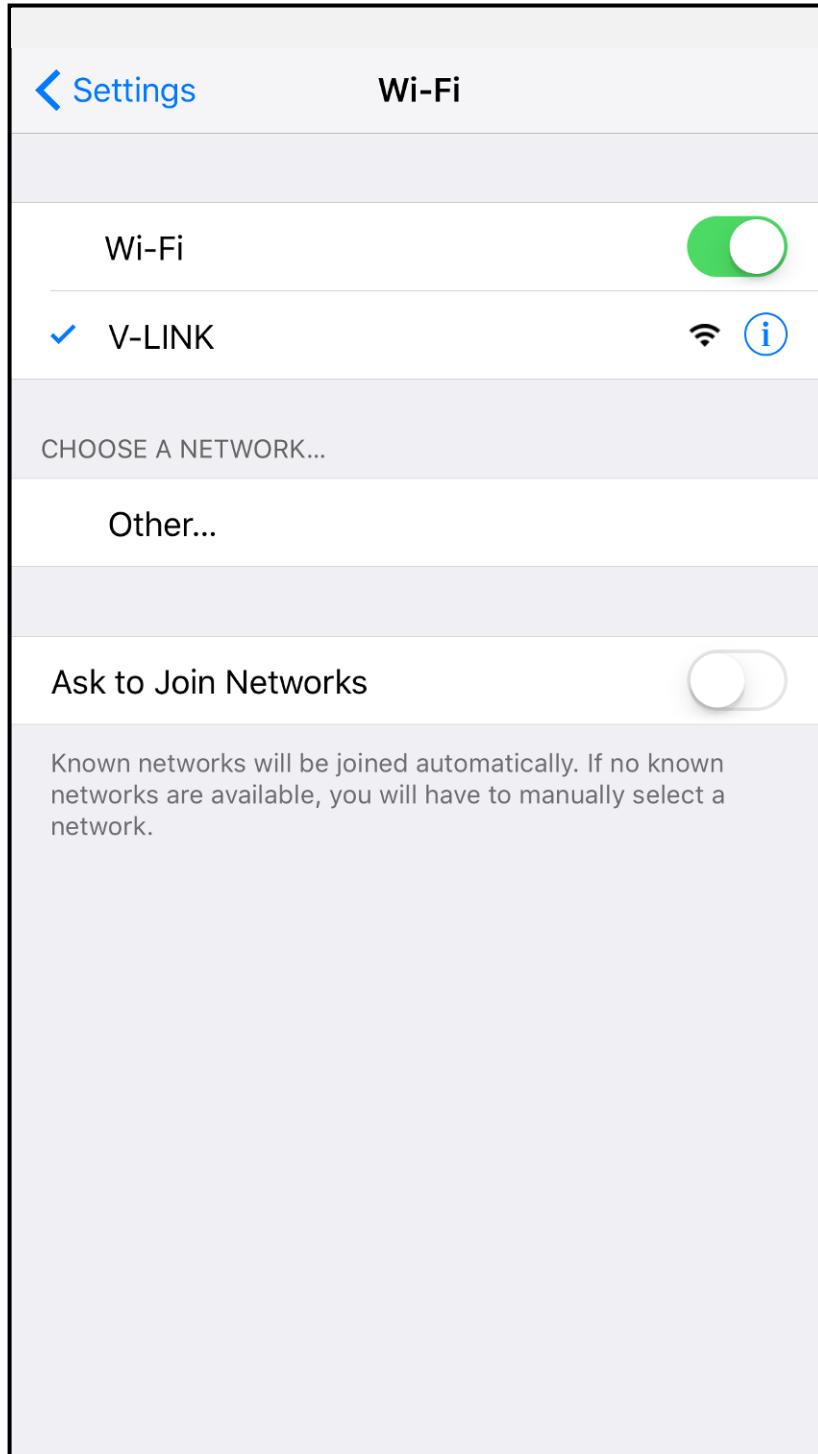 Settings
Wi-Fi
Wi-Fi
V-LINK
i
CHOOSE A NETWORK...
Other...
Ask to Join Networks
Known networks will be joined automatically. If no known
networks are available, you will have to manually select a
network.